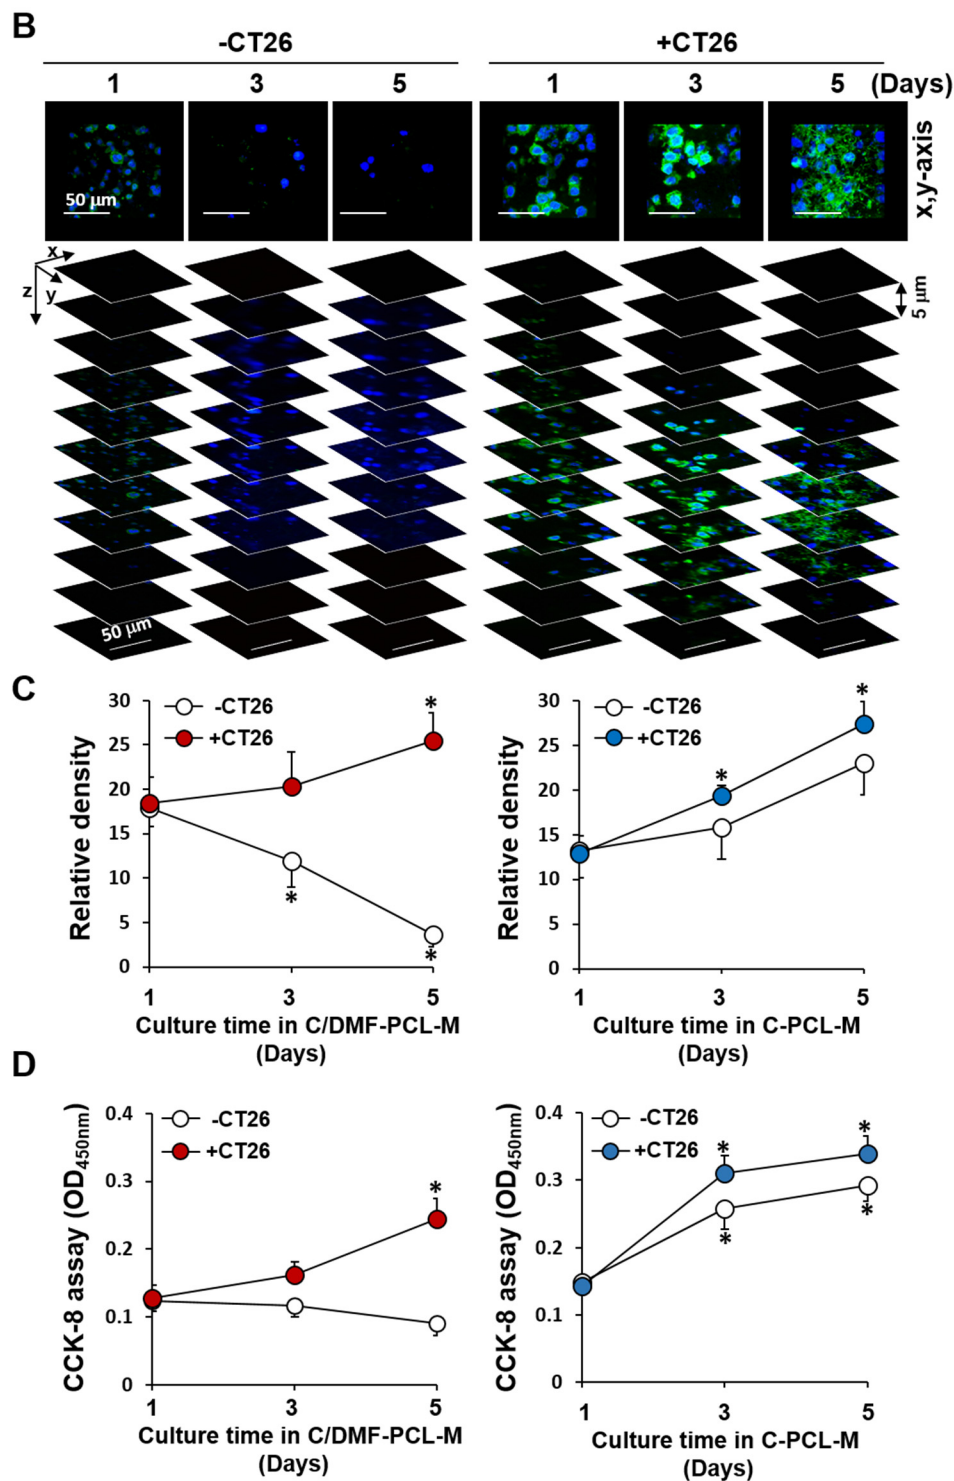 B
-CT26 +CT26
1 3 5 1 3 5 (Days)
50 μm
x,y-axis
x
y
z
5 μm
50 μm
C
30
25
20
15
10
5
0
Relative density
-CT26
+CT26
*
*
*
1 3 5
Culture time in C/DMF-PCL-M
(Days)
30
25
20
15
10
5
0
Relative density
-CT26
+CT26
*
*
1 3 5
Culture time in C-PCL-M
(Days)
D
0.4
0.3
0.2
0.1
0
CCK-8 assay (OD450nm)
-CT26
+CT26
*
1 3 5
Culture time in C/DMF-PCL-M
(Days)
0.4
0.3
0.2
0.1
0
CCK-8 assay (OD450nm)
-CT26
+CT26
*
*
*
*
1 3 5
Culture time in C-PCL-M
(Days)